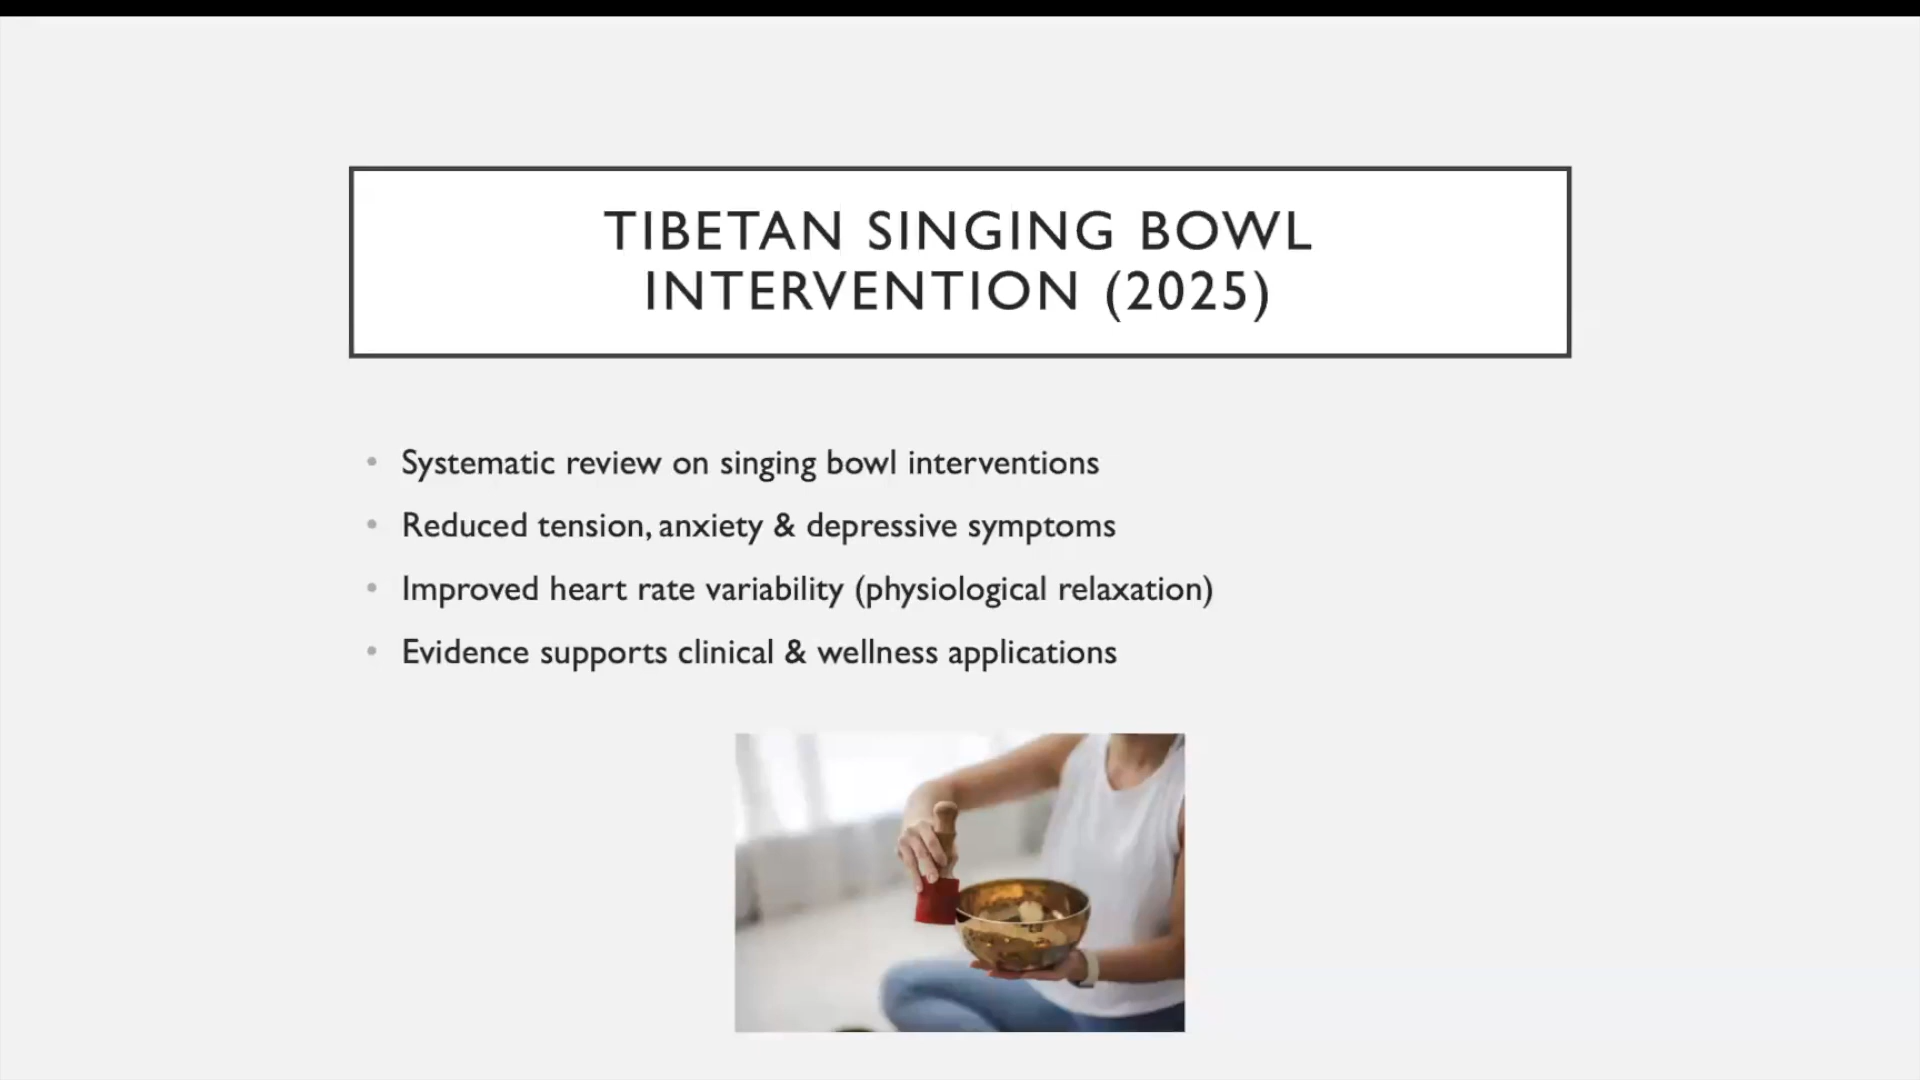 TIBETAN SINGING BOWL
INTERVENTION (2025)
• Systematic review on singing bowl interventions
• Reduced tension, anxiety & depressive symptoms
• Improved heart rate variability (physiological relaxation)
• Evidence supports clinical & wellness applications